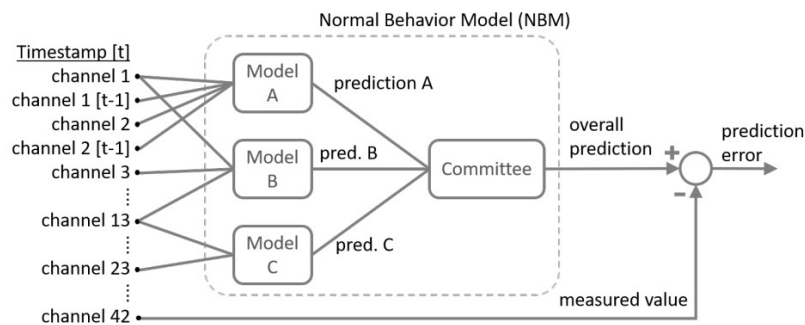 Normal Behavior Model (NBM)
Timestamp [t]
channel 1
channel 1 [t-1]
channel 2
channel 2 [t-1]
channel 3
channel 13
channel 23
channel 42
Model
A
prediction A
Model
B
pred. B
Model
C
pred. C
Committee
overall
prediction
+
−
prediction
error
measured value